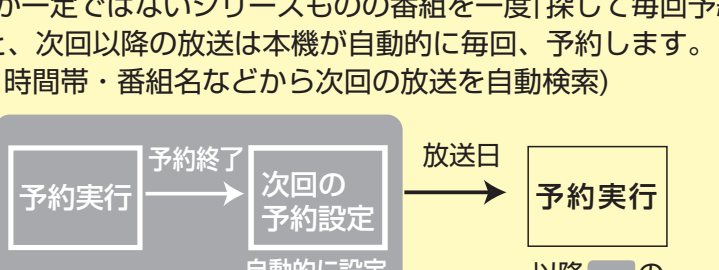 が一定ではないシリーズものの番組を一度「探して毎回予約
と、次回以降の放送は本機が自動的に毎回、予約します。
時間帯・番組名などから次回の放送を自動検索)
予約実行
予約終了
次回の
予約設定
放送日
予約実行
自動的に設定
以降 の